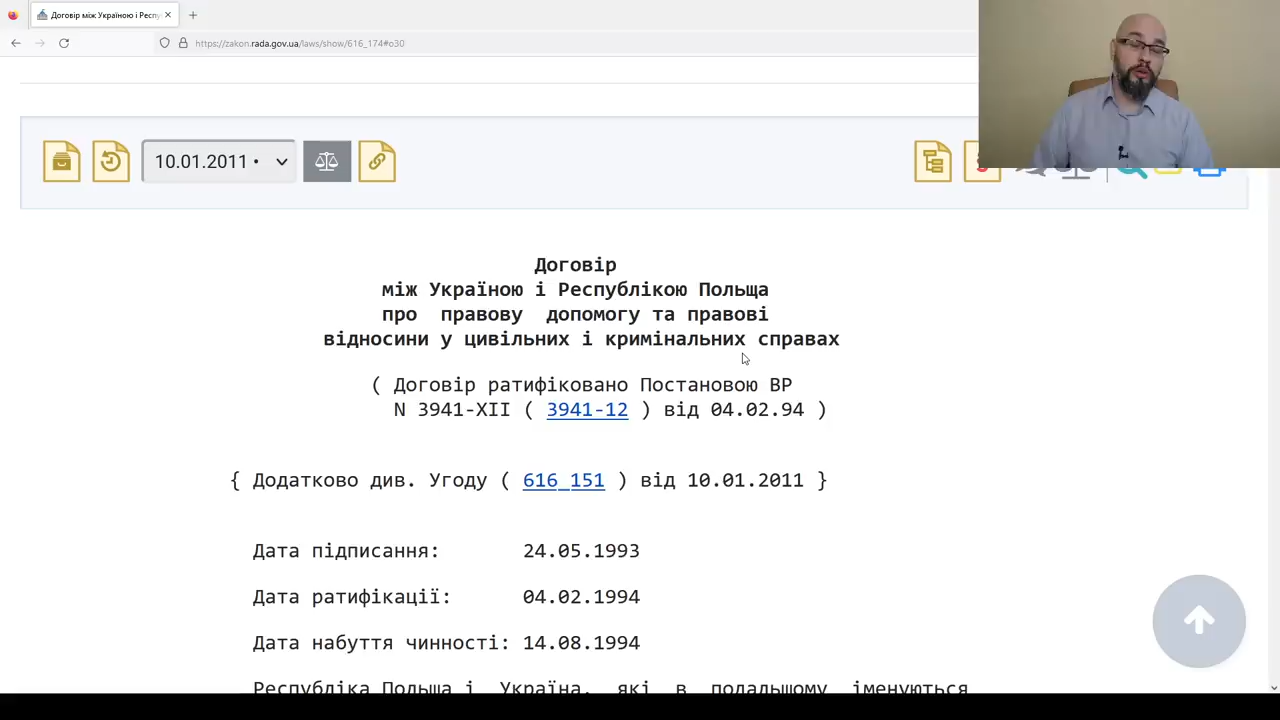 Договір між Україною і Респу
https://zakon.rada.gov.ua/laws/show/616_174#o30
10.01.2011 •
Договір
між Україною і Республікою Польща
про правову допомогу та правові
відносини у цивільних і кримінальних справах
( Договір ратифіковано Постановою ВР
N 3941-XII ( 3941-12 ) від 04.02.94 )
{ Додатково див. Угоду ( 616_151 ) від 10.01.2011 }
Дата підписання: 24.05.1993
Дата ратифікації: 04.02.1994
Дата набуття чинності: 14.08.1994
Республіка Польща і Україна, які в подальшому іменуються